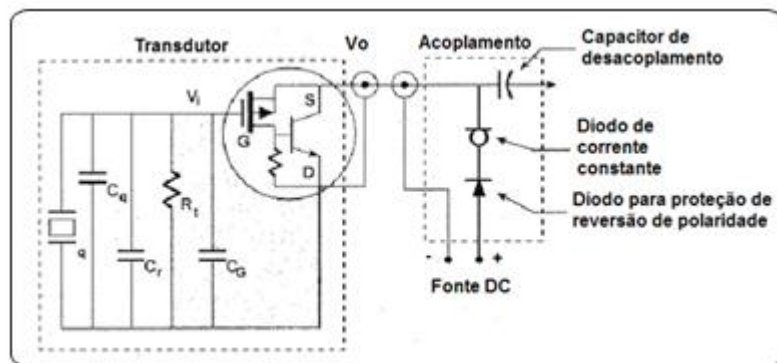 Transdutor
Vo
Acoplamento
Capacitor de
desacoplamento
Vi
S
G
D
Diodo de
corrente
constante
Cq
Rt
Diodo para proteção de
reversão de polaridade
q
Cr
CG
- +
Fonte DC